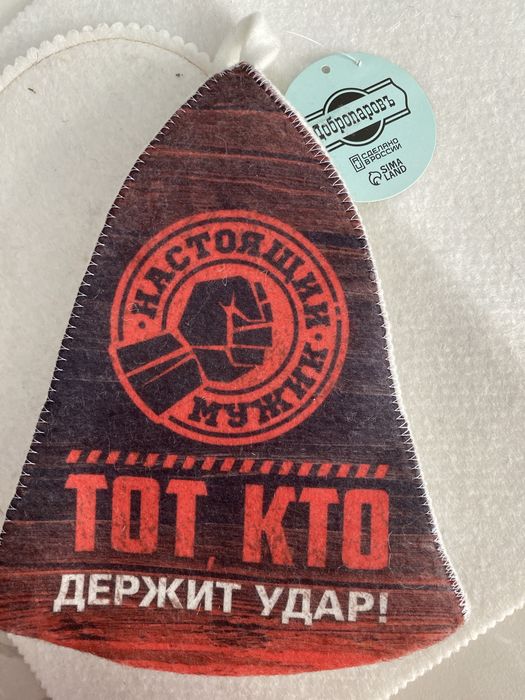 Добропаровъ
СДЕЛАНО
В РОССИИ
SIMA
LAND
• НАСТОЯЩИЙ •
МУЖИК
ТОТ, КТО
ДЕРЖИТ УДАР!